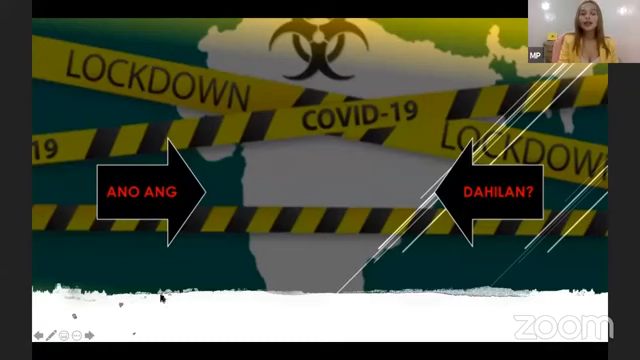 MP
LOCKDOWN
COVID-19
19
LOCKDOWN
ANO ANG
DAHILAN?
zoom